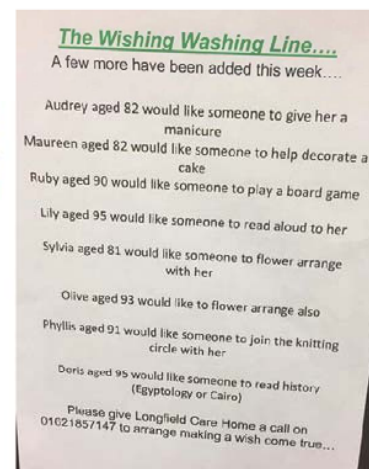 The Wishing Washing Line....
A few more have been added this week....
Audrey aged 82 would like someone to give her a
manicure
Maureen aged 82 would like someone to help decorate a
cake
Ruby aged 90 would like someone to play a board game
Lily aged 95 would like someone to read aloud to her
Sylvia aged 81 would like someone to flower arrange
with her
Olive aged 93 would like to flower arrange also
Phyllis aged 91 would like someone to join the knitting
circle with her
Doris aged 95 would like someone to read history
(Egyptology or Cairo)
Please give Longfield Care Home a call on
01021857147 to arrange making a wish come true...